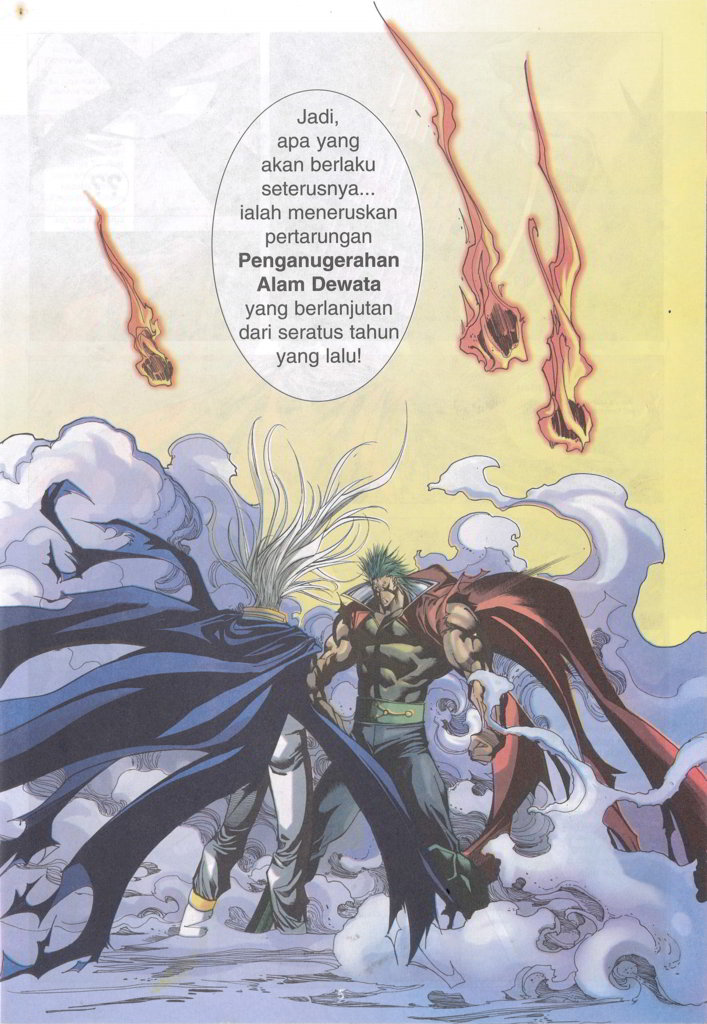 Jadi,
apa yang
akan berlaku
seterusnya...
ialah meneruskan
pertarungan
Penganugerahan
Alam Dewata
yang berlanjutan
dari seratus tahun
yang lalu!
5